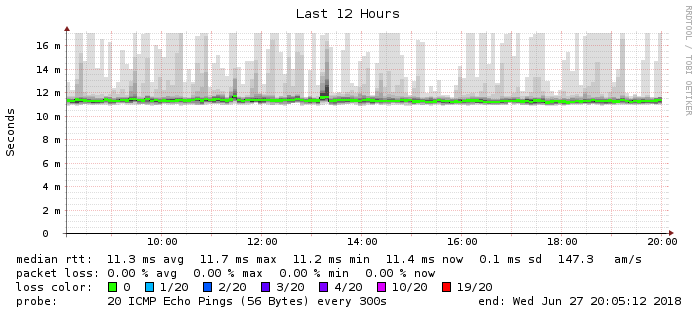 Last 12 Hours
RRDTOOL / TOBI OETIKER
Seconds
16 m
14 m
12 m
10 m
8 m
6 m
4 m
2 m
0
10:00 12:00 14:00 16:00 18:00 20:00
median rtt: 11.3 ms avg 11.7 ms max 11.2 ms min 11.4 ms now 0.1 ms sd 147.3 am/s
packet loss: 0.00 % avg 0.00 % max 0.00 % min 0.00 % now
loss color: 0 1/20 2/20 3/20 4/20 10/20 19/20
probe: 20 ICMP Echo Pings (56 Bytes) every 300s end: Wed Jun 27 20:05:12 2018